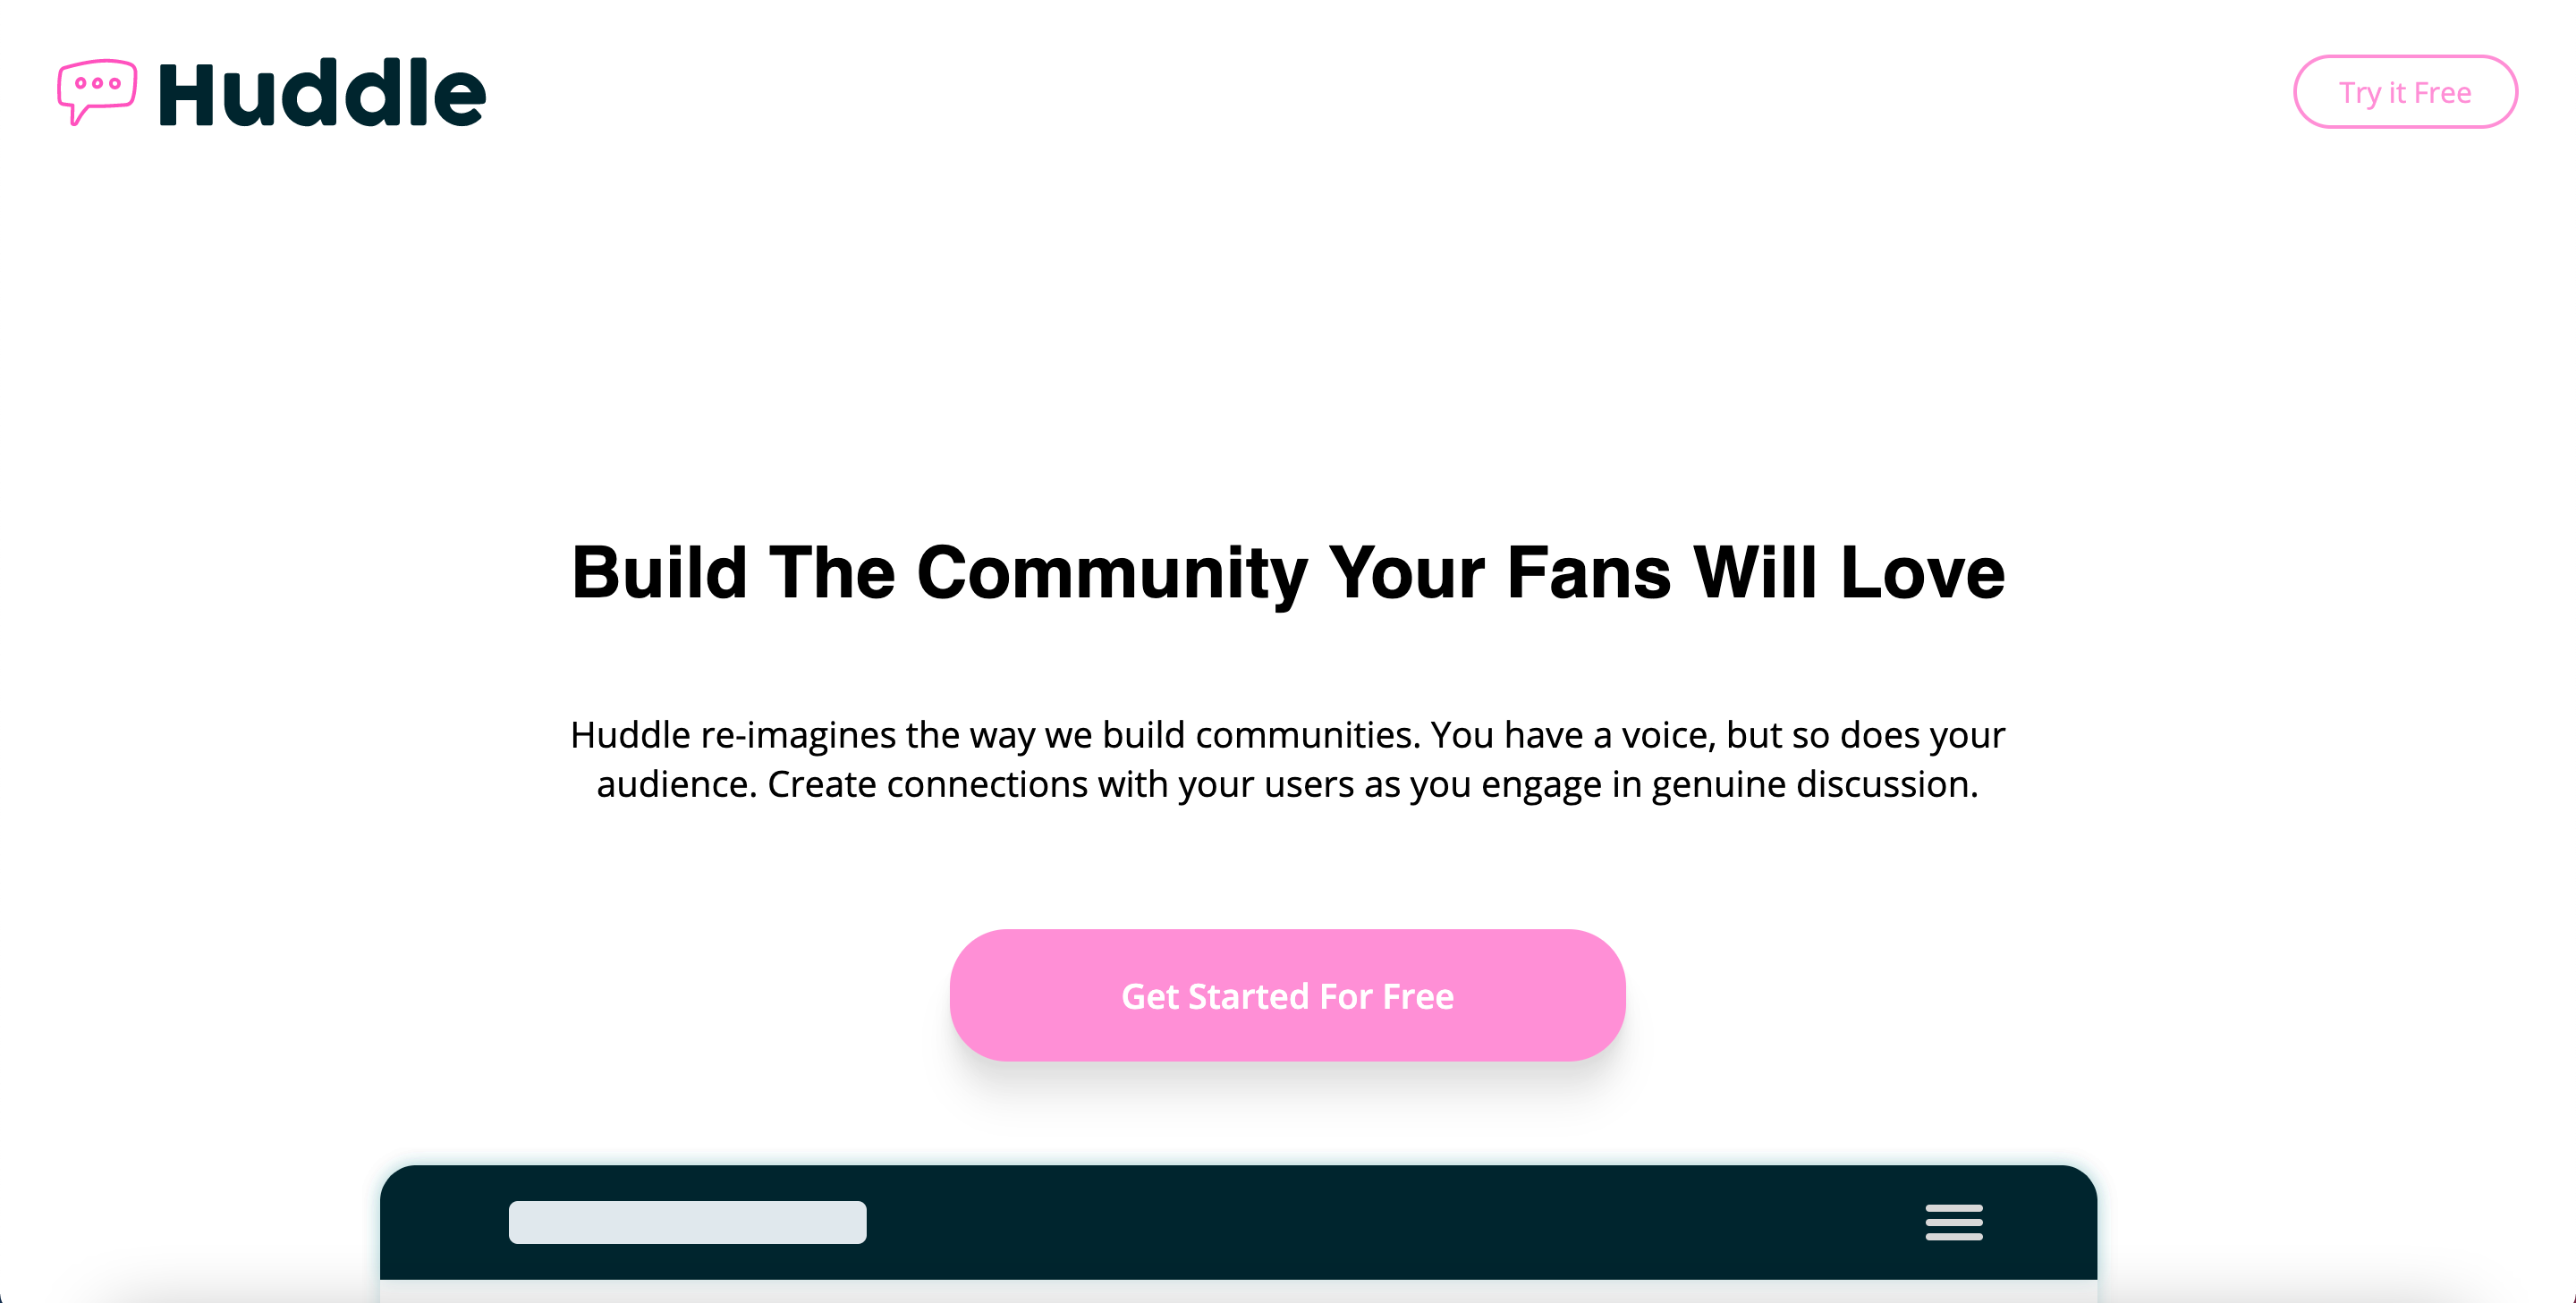 Huddle
Try it Free
Build The Community Your Fans Will Love
Huddle re-imagines the way we build communities. You have a voice, but so does your
audience. Create connections with your users as you engage in genuine discussion.
Get Started For Free